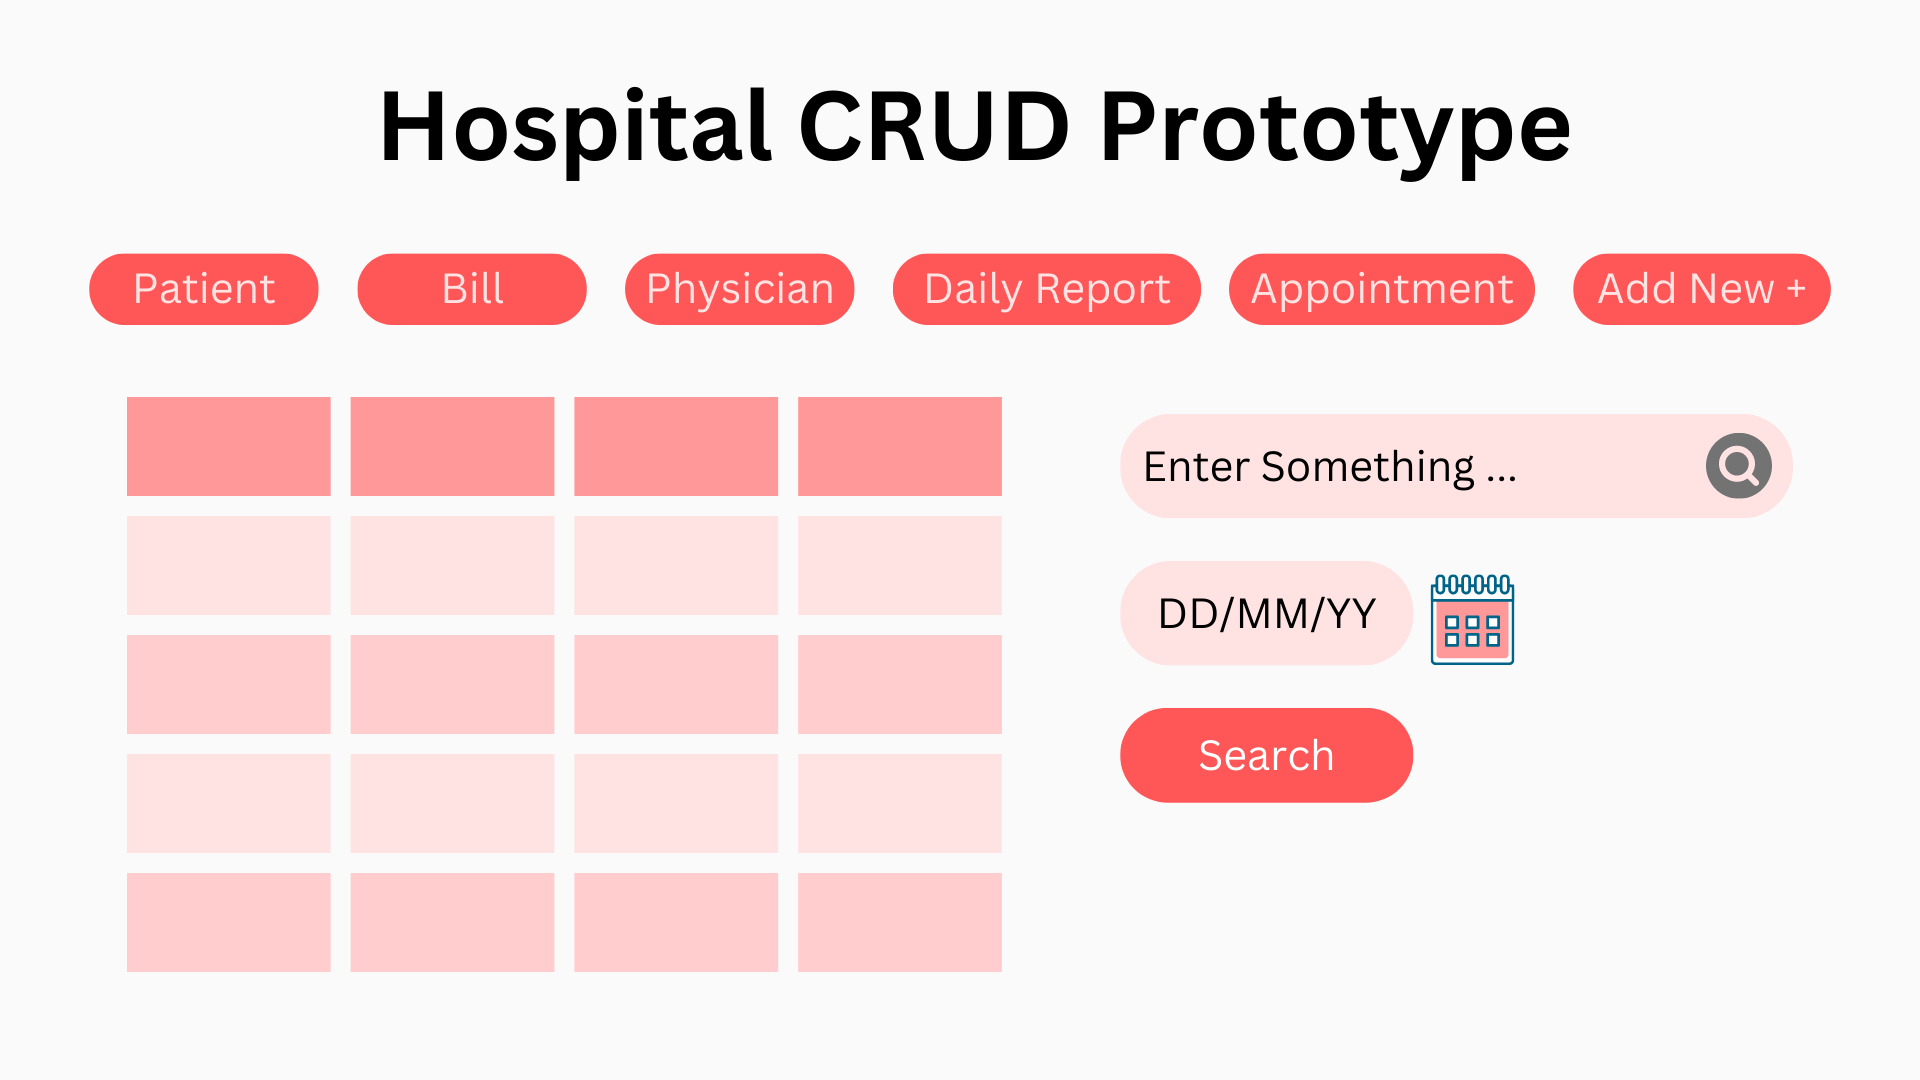 Hospital CRUD Prototype
Patient
Bill
Physician
Daily Report
Appointment
Add New +
Enter Something ...
DD/MM/YY
Search